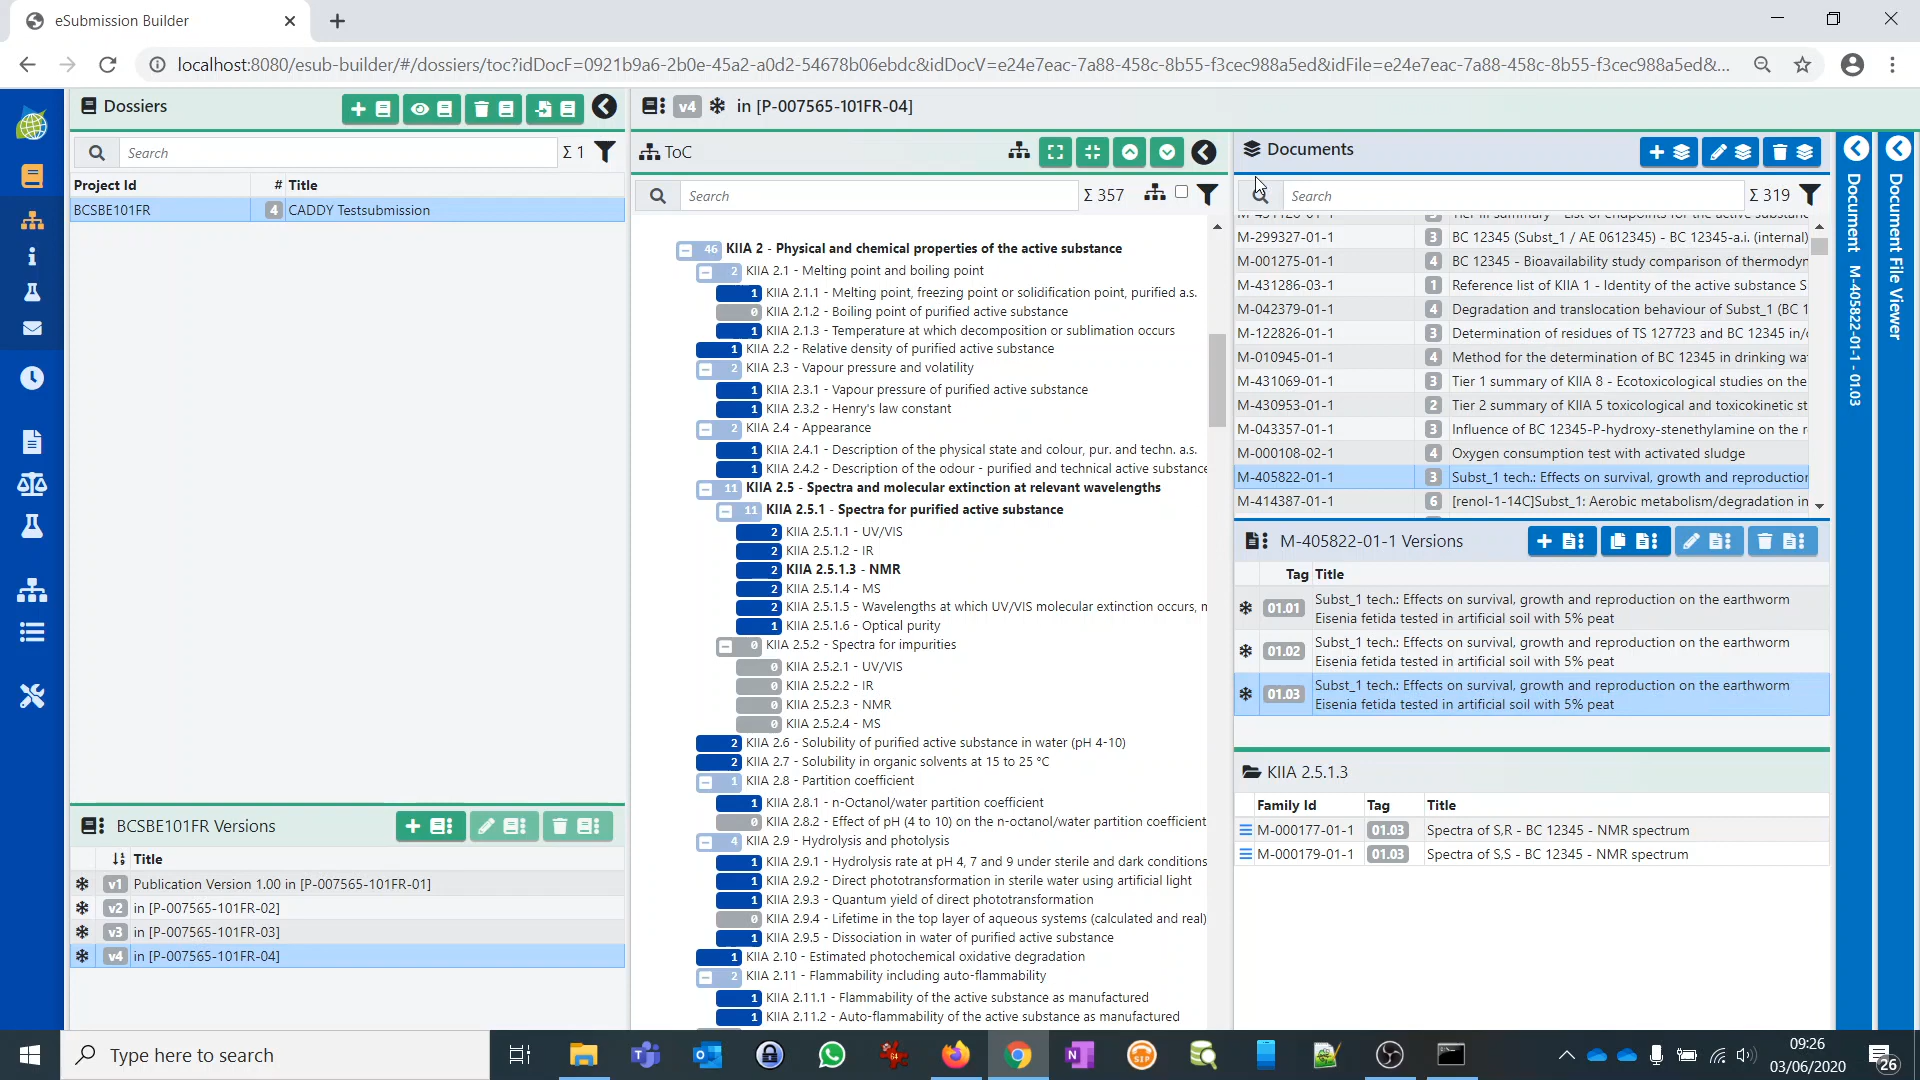 eSubmission Builder
localhost:8080/esub-builder/#/dossiers/toc?idDocF=0921b9a6-2b0e-45a2-a0d2-54678b06ebdc&idDocV=e24e7eac-7a88-458c-8b55-f3cec988a5ed&idFile=e24e7eac-7a88-458c-8b55-f3cec988a5ed&...
Dossiers
Search
Σ 1
Project Id # Title
BCSBE101FR 4 CADDY Testsubmission
BCSBE101FR Versions
Title
v1 Publication Version 1.00 in [P-007565-101FR-01]
v2 in [P-007565-101FR-02]
v3 in [P-007565-101FR-03]
v4 in [P-007565-101FR-04]
v4 in [P-007565-101FR-04]
ToC
Search
Σ 357
46 KIIA 2 - Physical and chemical properties of the active substance
2 KIIA 2.1 - Melting point and boiling point
1 KIIA 2.1.1 - Melting point, freezing point or solidification point, purified a.s.
0 KIIA 2.1.2 - Boiling point of purified active substance
1 KIIA 2.1.3 - Temperature at which decomposition or sublimation occurs
1 KIIA 2.2 - Relative density of purified active substance
2 KIIA 2.3 - Vapour pressure and volatility
1 KIIA 2.3.1 - Vapour pressure of purified active substance
1 KIIA 2.3.2 - Henry's law constant
2 KIIA 2.4 - Appearance
1 KIIA 2.4.1 - Description of the physical state and colour, pur. and techn. a.s.
1 KIIA 2.4.2 - Description of the odour - purified and technical active substance
11 KIIA 2.5 - Spectra and molecular extinction at relevant wavelengths
11 KIIA 2.5.1 - Spectra for purified active substance
2 KIIA 2.5.1.1 - UV/VIS
2 KIIA 2.5.1.2 - IR
2 KIIA 2.5.1.3 - NMR
2 KIIA 2.5.1.4 - MS
2 KIIA 2.5.1.5 - Wavelengths at which UV/VIS molecular extinction occurs,
1 KIIA 2.5.1.6 - Optical purity
0 KIIA 2.5.2 - Spectra for impurities
0 KIIA 2.5.2.1 - UV/VIS
0 KIIA 2.5.2.2 - IR
0 KIIA 2.5.2.3 - NMR
0 KIIA 2.5.2.4 - MS
2 KIIA 2.6 - Solubility of purified active substance in water (pH 4-10)
2 KIIA 2.7 - Solubility in organic solvents at 15 to 25 °C
1 KIIA 2.8 - Partition coefficient
1 KIIA 2.8.1 - n-Octanol/water partition coefficient
0 KIIA 2.8.2 - Effect of pH (4 to 10) on the n-octanol/water partition coefficient
4 KIIA 2.9 - Hydrolysis and photolysis
1 KIIA 2.9.1 - Hydrolysis rate at pH 4, 7 and 9 under sterile and dark conditions
1 KIIA 2.9.2 - Direct phototransformation in sterile water using artificial light
1 KIIA 2.9.3 - Quantum yield of direct phototransformation
0 KIIA 2.9.4 - Lifetime in the top layer of aqueous systems (calculated and real)
1 KIIA 2.9.5 - Dissociation in water of purified active substance
1 KIIA 2.10 - Estimated photochemical oxidative degradation
2 KIIA 2.11 - Flammability including auto-flammability
1 KIIA 2.11.1 - Flammability of the active substance as manufactured
1 KIIA 2.11.2 - Auto-flammability of the active substance as manufactured
Documents
Search
Σ 319
M-299327-01-1 3 BC 12345 (Subst_1 / AE 0612345) - BC 12345-a.i. (internal)
M-001275-01-1 4 BC 12345 - Bioavailability study comparison of thermodyn
M-431286-03-1 1 Reference list of KIIA 1 - Identity of the active substance S
M-042379-01-1 4 Degradation and translocation behaviour of Subst_1 (BC 1
M-122826-01-1 3 Determination of residues of TS 127723 and BC 12345 in/o
M-010945-01-1 4 Method for the determination of BC 12345 in drinking wa
M-431069-01-1 3 Tier 1 summary of KIIA 8 - Ecotoxicological studies on the
M-430953-01-1 2 Tier 2 summary of KIIA 5 toxicological and toxicokinetic st
M-043357-01-1 3 Influence of BC 12345-P-hydroxy-stenethylamine on the r
M-000108-02-1 4 Oxygen consumption test with activated sludge
M-405822-01-1 3 Subst_1 tech.: Effects on survival, growth and reproduction
M-414387-01-1 6 [renol-1-14C]Subst_1: Aerobic metabolism/degradation in
M-405822-01-1 Versions
Tag Title
01.01 Subst_1 tech.: Effects on survival, growth and reproduction on the earthworm
Eisenia fetida tested in artificial soil with 5% peat
01.02 Subst_1 tech.: Effects on survival, growth and reproduction on the earthworm
Eisenia fetida tested in artificial soil with 5% peat
01.03 Subst_1 tech.: Effects on survival, growth and reproduction on the earthworm
Eisenia fetida tested in artificial soil with 5% peat
KIIA 2.5.1.3
Family Id Tag Title
M-000177-01-1 01.03 Spectra of S,R - BC 12345 - NMR spectrum
M-000179-01-1 01.03 Spectra of S,S - BC 12345 - NMR spectrum
Document M-405822-01-1 - 01.03
Document File Viewer
Type here to search
64
SIP
09:26
03/06/2020
26